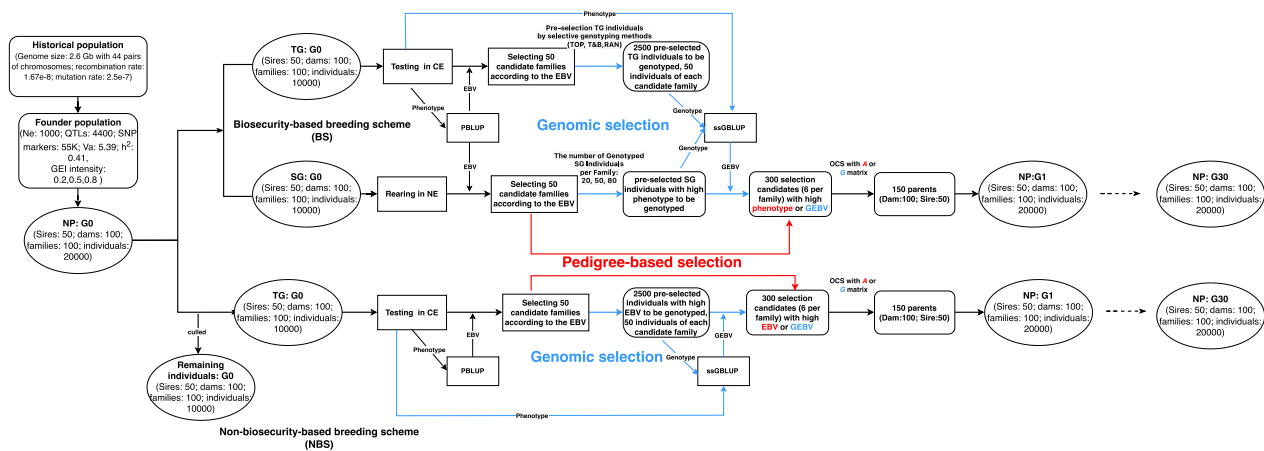 Historical population
(Genome size: 2.6 Gb with 44 pairs
of chromosomes; recombination rate:
1.67e-8; mutation rate: 2.5e-7)
Founder population
(Ne: 1000; QTLs: 4400; SNP
markers: 55K; Va: 5.39; h²:
0.41,
GEI intensity:
0.2,0.5,0.8 )
NP: G0
(Sires: 50; dams: 100;
families: 100; individuals:
20000)
TG: G0
(Sires: 50; dams: 100;
families: 100; individuals:
10000)
Biosecurity-based breeding scheme
(BS)
SG: G0
(Sires: 50; dams: 100;
families: 100; individuals:
10000)
Phenotype
Testing in CE
Phenotype
EBV
PBLUP
EBV
Rearing in NE
Selecting 50
candidate families
according to the EBV
Pre-selection TG individuals
by selective genotyping methods
(TOP, T&B,RAN)
2500 pre-selected
TG individuals to be
genotyped, 50
individuals of each
candidate family
Genomic selection
Genotype
ssGBLUP
Genotype
GEBV
Selecting 50
candidate families
according to the EBV
The number of Genotyped
SG Individuals
per Family:
20, 50, 80
pre-selected SG
individuals with high
phenotype to be
genotyped
300 selection
candidates (6 per
family) with high
phenotype or GEBV
OCS with A or
G matrix
150 parents
(Dam:100; Sire:50)
NP:G1
(Sires: 50; dams: 100;
families: 100; individuals:
20000)
NP: G30
(Sires: 50; dams: 100;
families: 100; individuals:
20000)
Pedigree-based selection
TG: G0
(Sires: 50; dams: 100;
families: 100; individuals:
10000)
culled
Remaining
individuals: G0
(Sires: 50; dams: 100;
families: 100; individuals:
10000)
Testing in CE
Phenotype
EBV
PBLUP
Selecting 50
candidate families
according to the EBV
2500 pre-selected
individuals with high
EBV to be genotyped,
50 individuals of each
candidate family
Genomic selection
Genotype
GEBV
ssGBLUP
Phenotype
300 selection
candidates (6 per
family) with high
EBV or GEBV
OCS with A or
G matrix
150 parents
(Dam:100; Sire:50)
NP: G1
(Sires: 50; dams: 100;
families: 100; individuals:
20000)
NP: G30
(Sires: 50; dams: 100;
families: 100; individuals:
20000)
Non-biosecurity-based breeding scheme
(NBS)